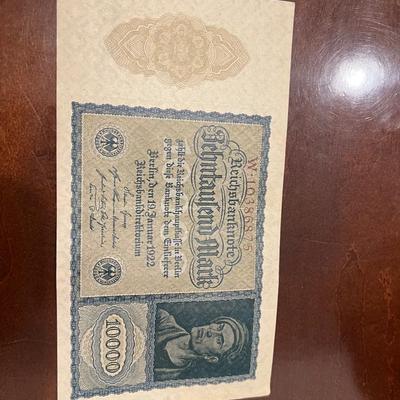 Reichsbanknote
Zehntausend Mark
zahlt die Reichsbankhauptkasse in Berlin
gegen diese Banknote dem Einlieferer
Berlin, den 19. Januar 1922
Reichsbankdirektorium
10000